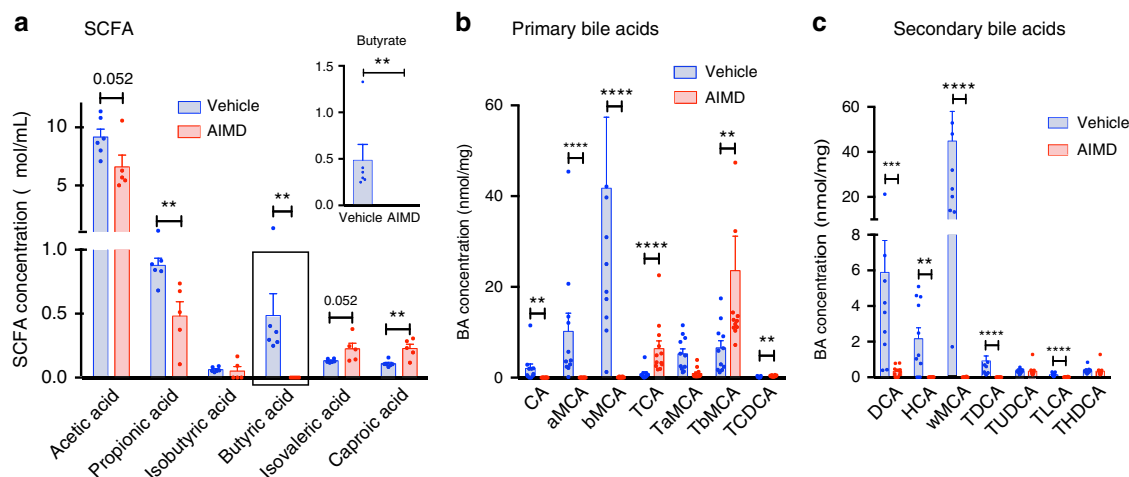 a SCFA
SCFA concentration ( mol/mL)
10
5
1.0
0.5
0.0
0.052
Vehicle
AIMD
**
**
0.052
**
Acetic acid
Propionic acid
Isobutyric acid
Butyric acid
Isovaleric acid
Caproic acid
Butyrate
**
1.5
1.0
0.5
0.0
Vehicle AIMD
b Primary bile acids
BA concentration (nmol/mg)
60
40
20
0
Vehicle
AIMD
**
****
****
****
**
**
CA
aMCA
bMCA
TCA
TaMCA
TbMCA
TCDCA
c Secondary bile acids
BA concentration (nmol/mg)
60
40
20
8
6
4
2
0
Vehicle
AIMD
***
**
****
****
****
DCA
HCA
wMCA
TDCA
TUDCA
TLCA
THDCA